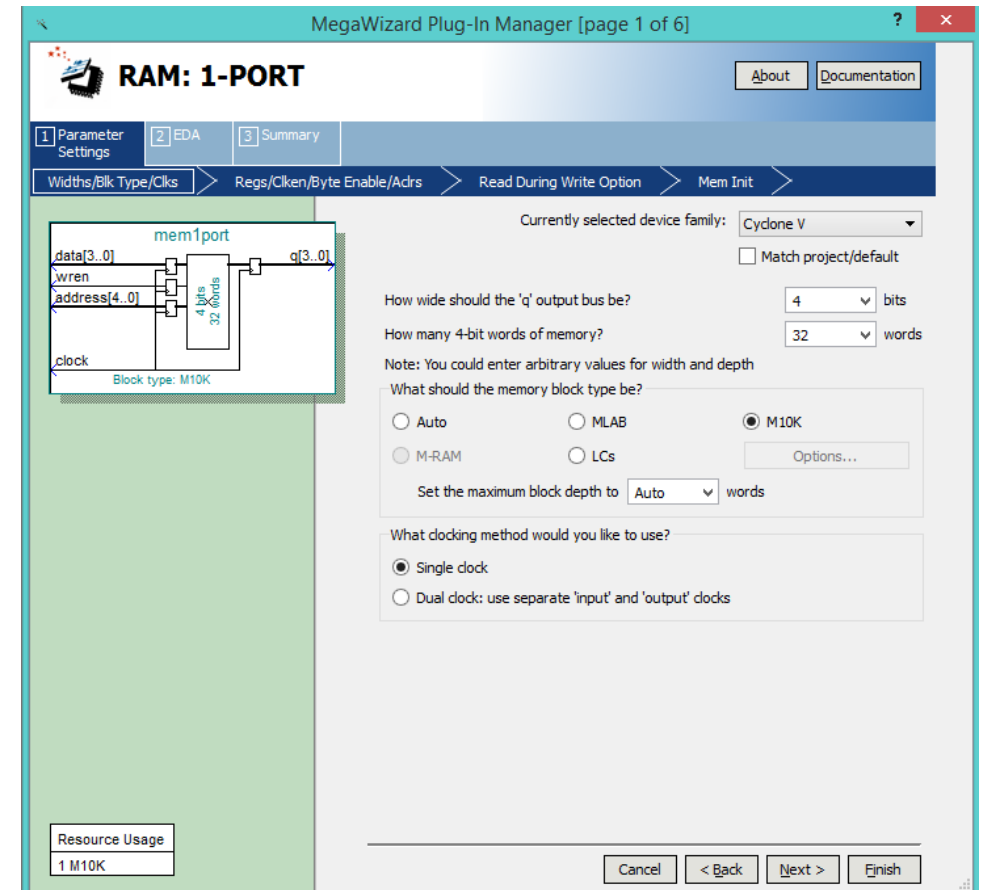 MegaWizard Plug-In Manager [page 1 of 6]
?
×
RAM: 1-PORT
About
Documentation
1 Parameter Settings
2 EDA
3 Summary
Widths/Blk Type/Clks
Regs/Clken/Byte Enable/Aclrs
Read During Write Option
Mem Init
mem1port
data[3..0]
q[3..0]
wren
address[4..0]
4 bits
32 words
clock
Block type: M10K
Currently selected device family:
Cyclone V
Match project/default
How wide should the 'q' output bus be?
4
bits
How many 4-bit words of memory?
32
words
Note: You could enter arbitrary values for width and depth
What should the memory block type be?
Auto
MLAB
M10K
M-RAM
LCs
Options...
Set the maximum block depth to
Auto
words
What clocking method would you like to use?
Single clock
Dual clock: use separate 'input' and 'output' clocks
Resource Usage
1 M10K
Cancel
< Back
Next >
Finish